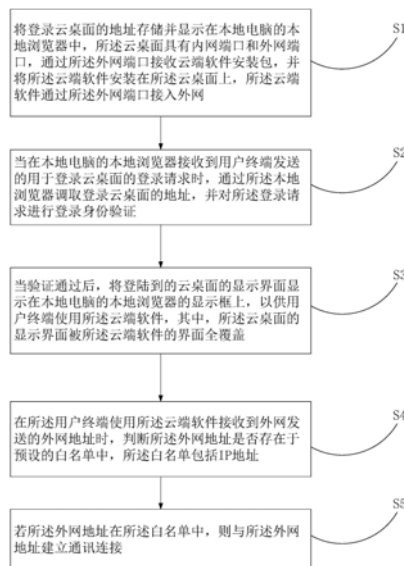 将登录云桌面的地址存储并显示在本地电脑的本
地浏览器中，所述云桌面具有内网端口和外网端
口，通过所述外网端口接收云端软件安装包，并
将所述云端软件安装在所述云桌面上，所述云端
软件通过所述外网端口接入外网
S1
当在本地电脑的本地浏览器接收到用户终端发送
的用于登录云桌面的登录请求时，通过所述本地
浏览器调取登录云桌面的地址，并对所述登录请
求进行登录身份验证
S2
当验证通过后，将登陆到的云桌面的显示界面显
示在本地电脑的本地浏览器的显示框上，以供用
户终端使用所述云端软件，其中，所述云桌面的
显示界面被所述云端软件的界面全覆盖
S3
在所述用户终端使用所述云端软件接收到外网
发送的外网地址时，判断所述外网地址是否存在于
预设的白名单中，所述白名单包括IP地址
S4
若所述外网地址在所述白名单中，则与所述外网
地址建立通讯连接
S5